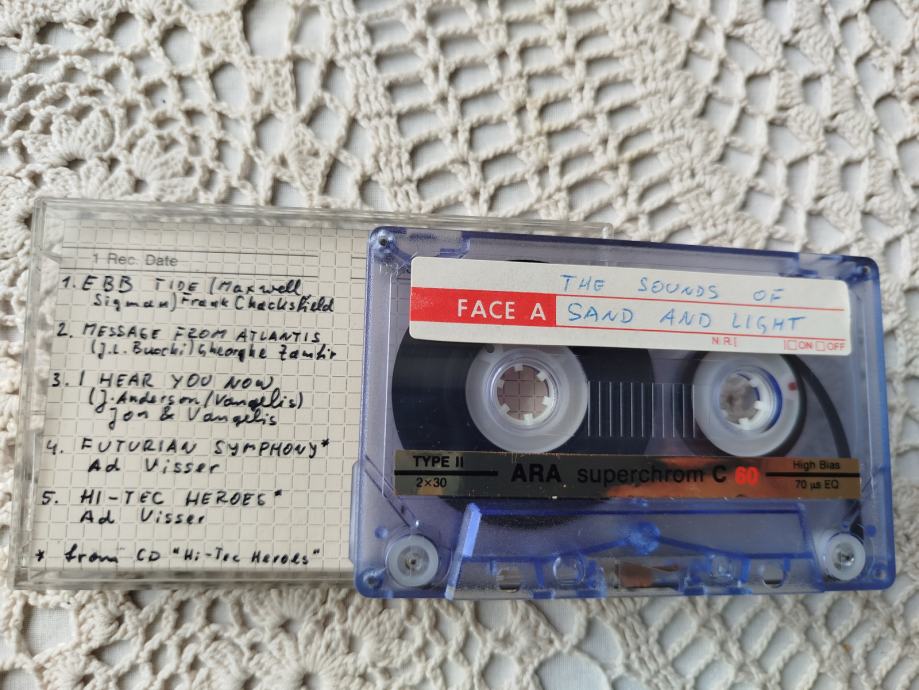 1 Rec. Date
1. EBB TIDE (Maxwell
Sigman) Frank Chacksfield
2. MESSAGE FROM ATLANTIS
(J.L. Bucchi) Gheorghe Zamfir
3. I HEAR YOU NOW
(J. Anderson/Vangelis)
Jon & Vangelis
4. FUTURIAN SYMPHONY*
Ad Visser
5. HI-TEC HEROES*
Ad Visser
* from CD "Hi-Tec Heroes"
THE SOUNDS OF
FACE A SAND AND LIGHT
N.R. ON OFF
TYPE II
2×30
ARA superchrom C 60
High Bias
70 µs EQ